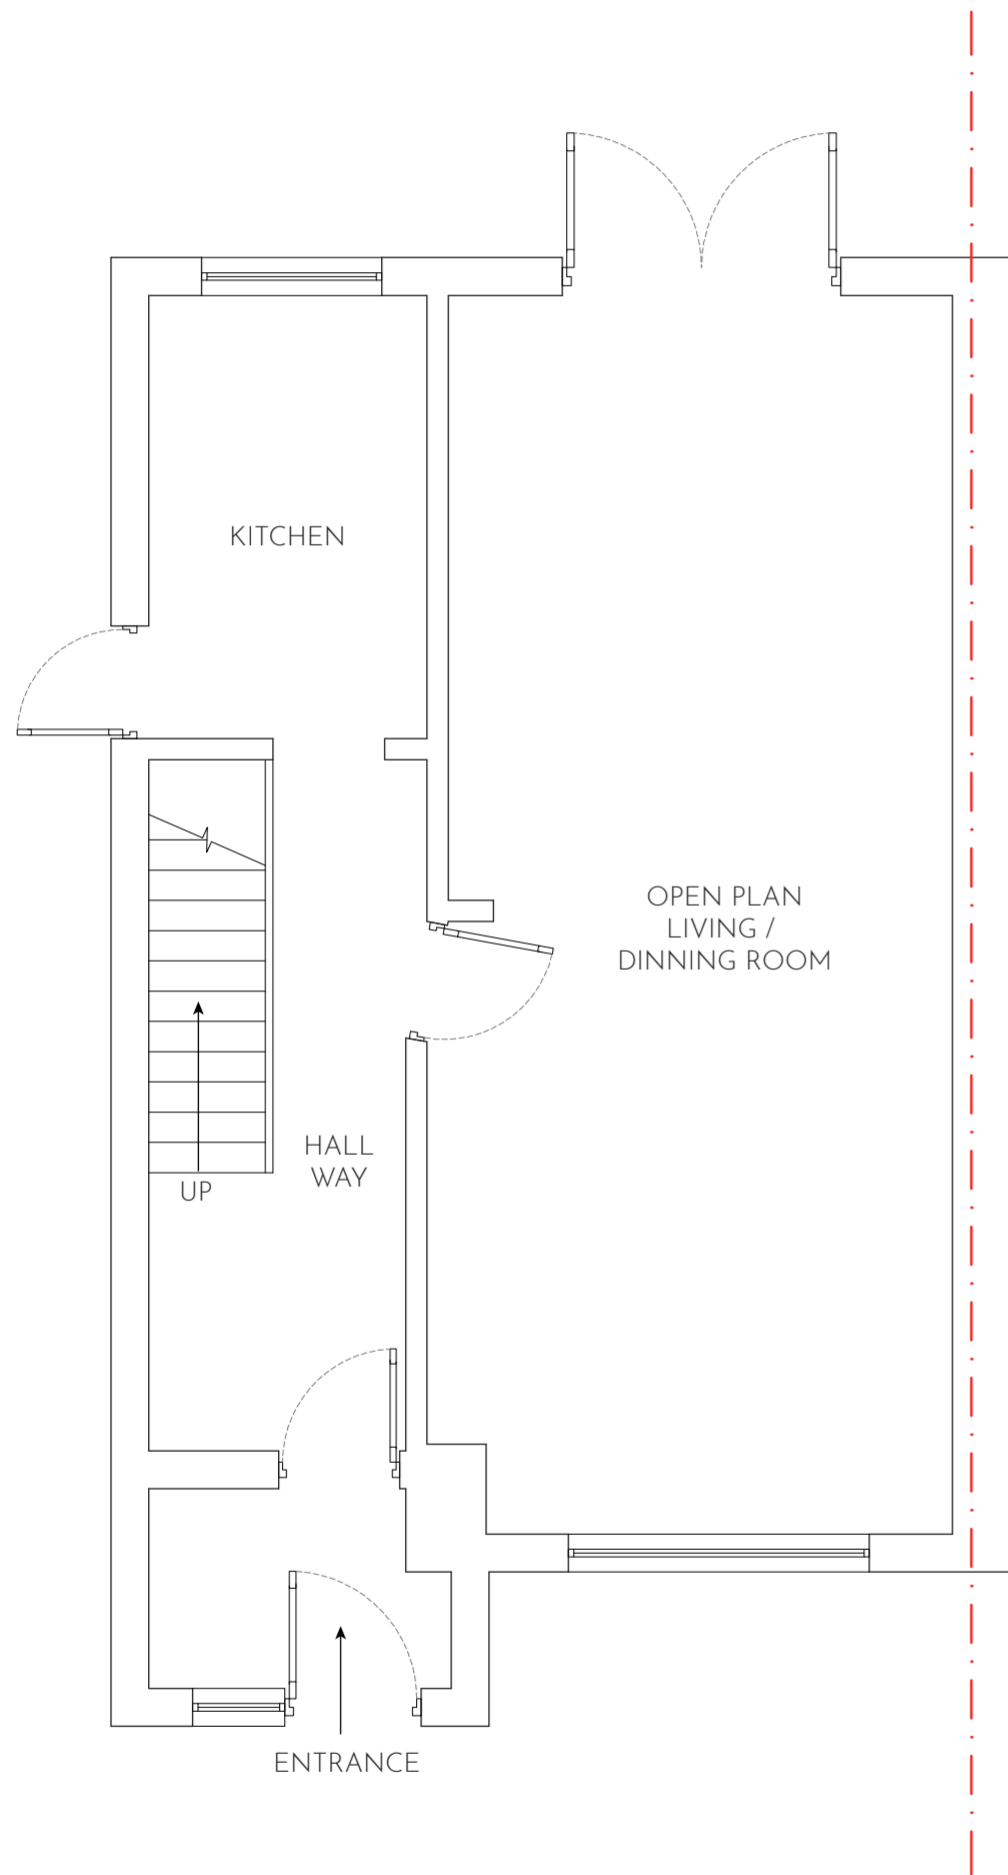 KITCHEN
OPEN PLAN
LIVING /
DINNING ROOM
HALL
WAY
UP
ENTRANCE